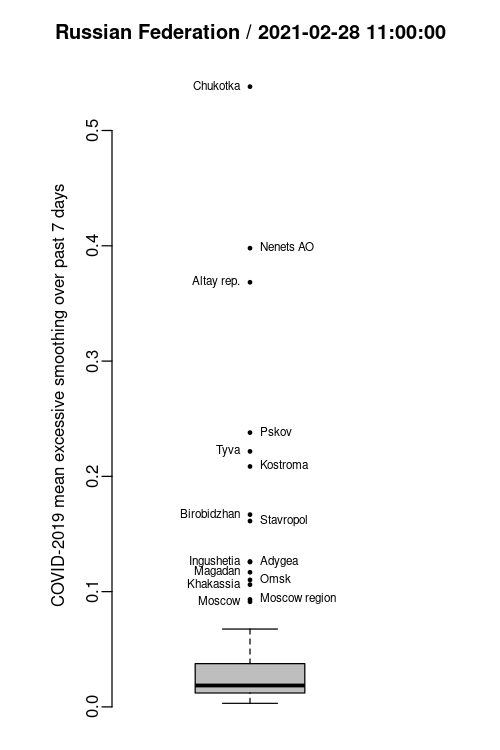 Russian Federation / 2021-02-28 11:00:00
COVID-2019 mean excessive smoothing over past 7 days
0.5
0.4
0.3
0.2
0.1
0.0
Chukotka
Nenets AO
Altay rep.
Pskov
Tyva
Kostroma
Birobidzhan
Stavropol
Ingushetia
Adygea
Magadan
Omsk
Khakassia
Moscow region
Moscow